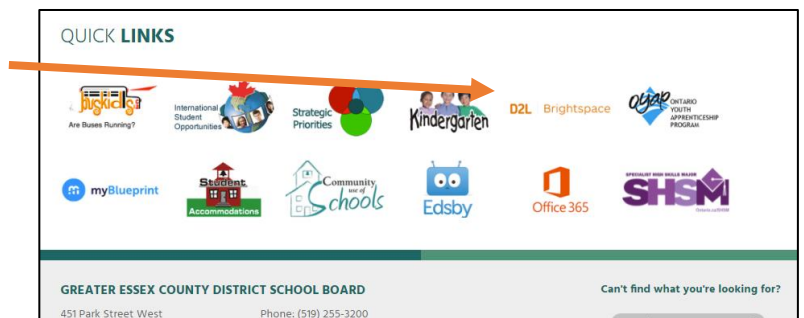 QUICK LINKS
buskids.ca
Are Buses Running?
International
Student
Opportunities
Strategic
Priorities
Kindergarten
D2L Brightspace
oyap
ONTARIO
YOUTH
APPRENTICESHIP
PROGRAM
m myBlueprint
Student
Accommodations
Community
use of
Schools
Edsby
Office 365
SPECIALIST HIGH SKILLS MAJOR
SHSM
GREATER ESSEX COUNTY DISTRICT SCHOOL BOARD
Can't find what you're looking for?
451 Park Street West
Phone: (519) 255-3200